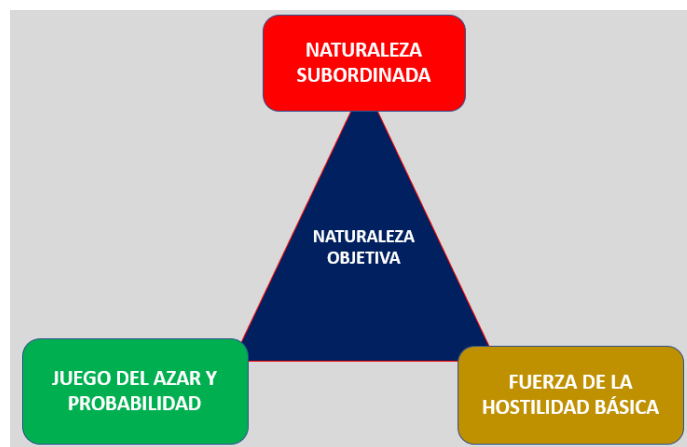 NATURALEZA
SUBORDINADA
NATURALEZA
OBJETIVA
JUEGO DEL AZAR Y
PROBABILIDAD
FUERZA DE LA
HOSTILIDAD BÁSICA